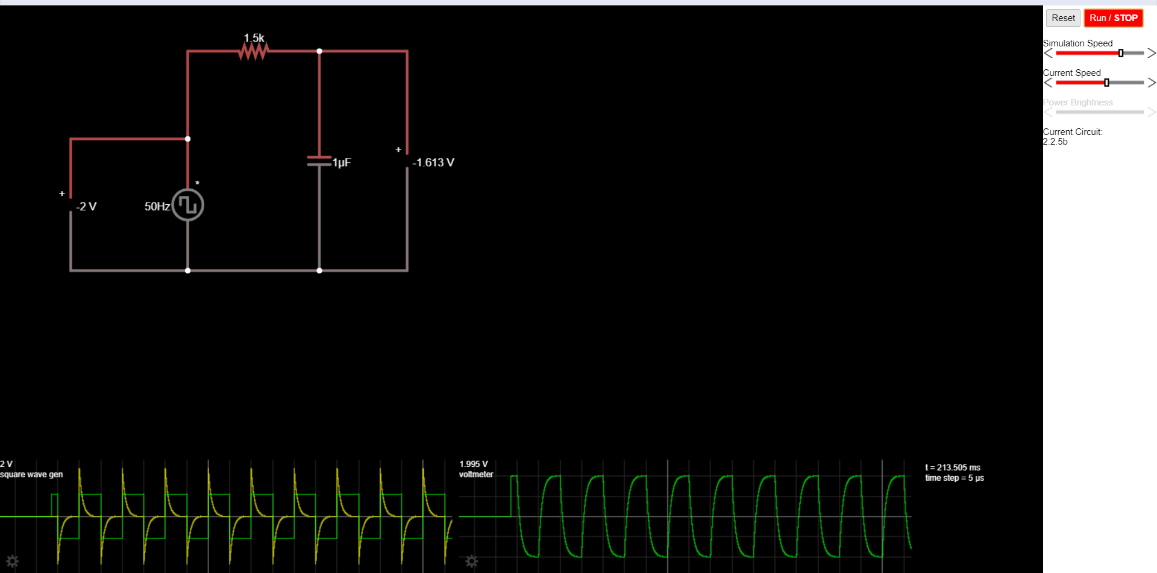 Reset
Run / STOP
Simulation Speed
Current Speed
Power Brightness
Current Circuit:
2.2.5b
1.5k
+
1µF
+
-1.613 V
+
-2 V
50Hz
*
2 V
square wave gen
1.995 V
voltmeter
t = 213.505 ms
time step = 5 µs